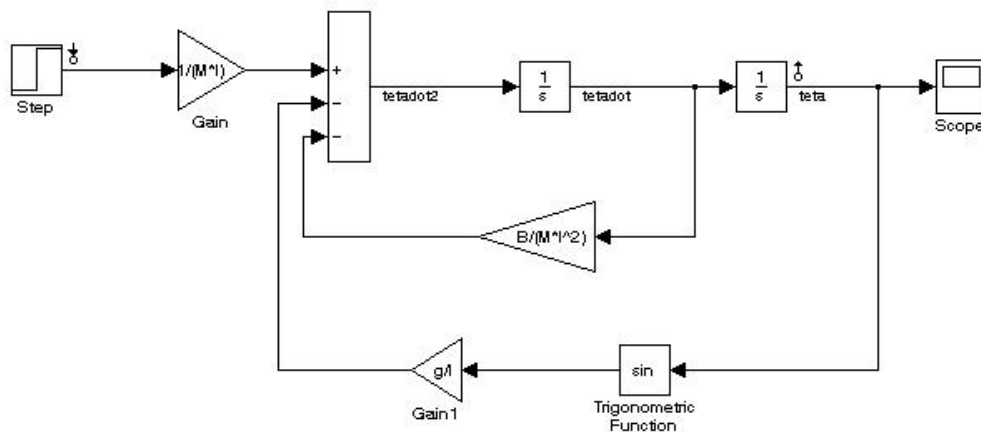 Step
1/(M*l)
Gain
+
−
−
tetadot2
1
s
tetadot
1
s
teta
Scope
B/(M*l^2)
g/l
Gain1
sin
Trigonometric
Function